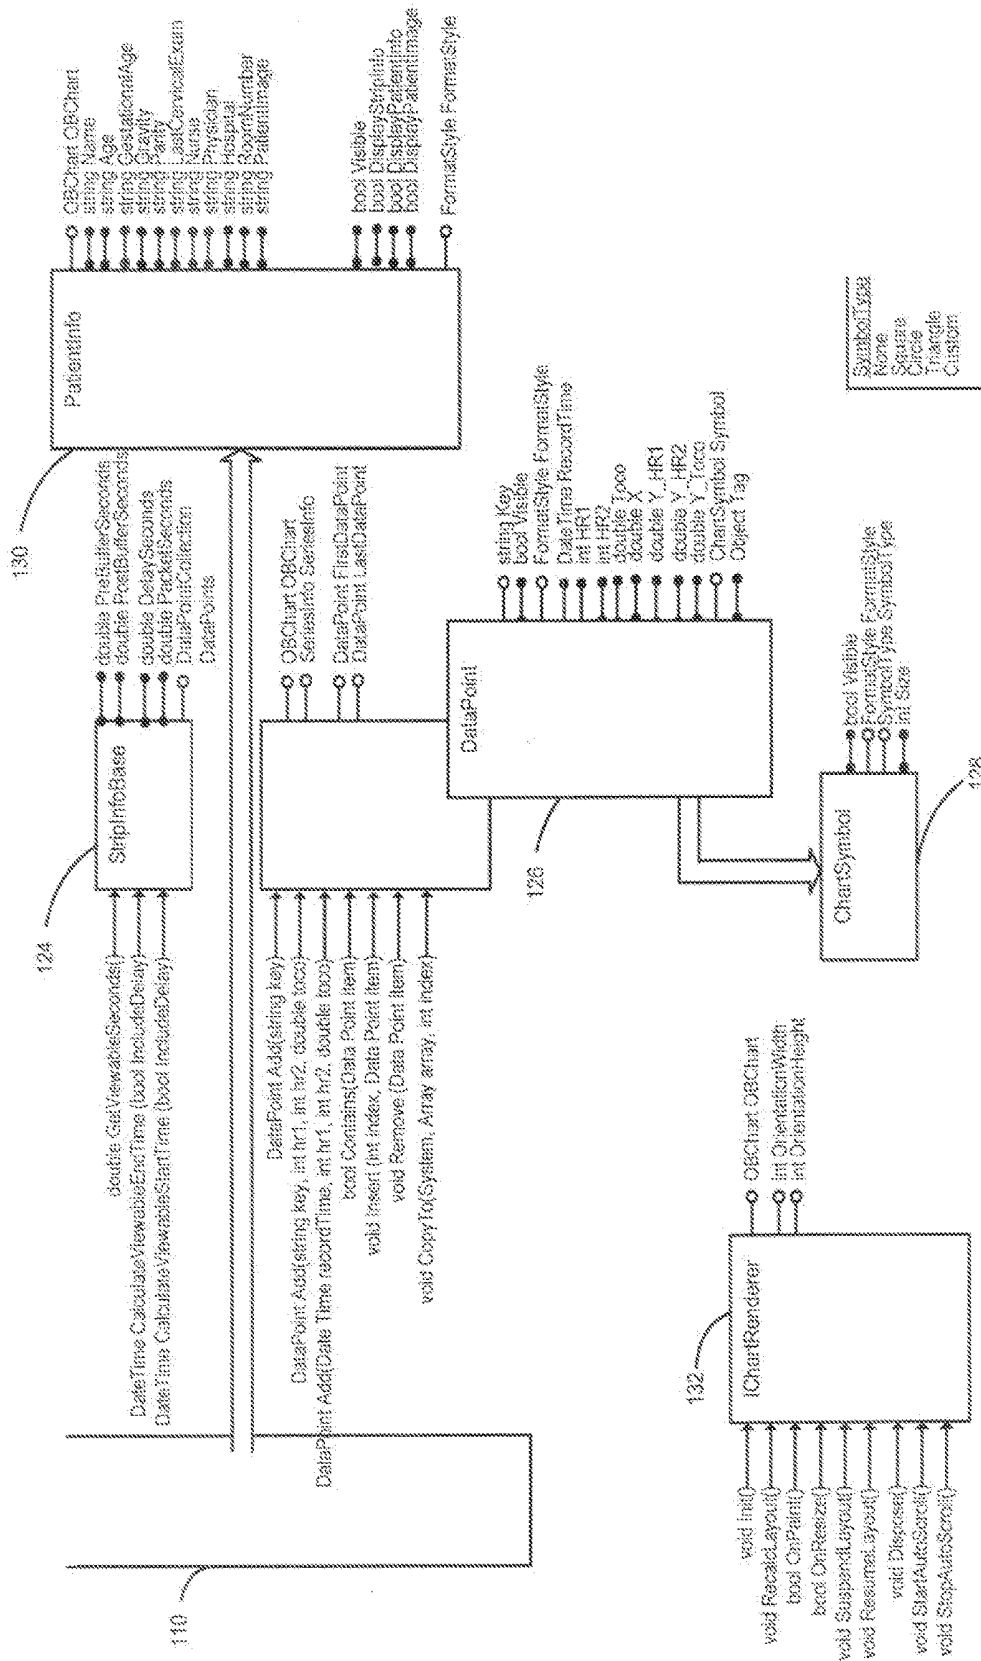 130
PatientInfo
OBChart OBChart
string Name
string Age
string GestationalAge
string Gravity
string Parity
string LastCervicalExam
string Nurse
string Physician
string Hospital
string RoomNumber
string PatientImage
bool Visible
bool DisplayStripInfo
bool DisplayPatientInfo
bool DisplayPatientImage
FormatStyle FormatStyle
124
StripInfoBase
double GetViewableSeconds()
DateTime CalculateViewableEndTime (bool IncludeDelay)
DateTime CalculateViewableStartTime (bool IncludeDelay)
double PreBufferSeconds
double PostBufferSeconds
double DelaySeconds
double PacketSeconds
DataPointCollection
DataPoints
110
DataPoint Add(string key)
DataPoint Add(string key, int hr1, int hr2, double toco)
DataPoint Add(Date Time recordTime, int hr1, int hr2, double toco)
bool Contains(Data Point item)
void Insert (int index, Data Point item)
void Remove (Data Point item)
void CopyTo(System, Array array, int index)
OBChart OBChart
SeriesInfo SeriesInfo
DataPoint FirstDataPoint
DataPoint LastDataPoint
126
DataPoint
string Key
bool Visible
FormatStyle FormatStyle
DateTime RecordTime
int HR1
int HR2
double Toco
double X
double Y_HR1
double Y_HR2
double Y_Toco
ChartSymbol Symbol
Object Tag
128
ChartSymbol
bool Visible
FormatStyle FormatStyle
SymbolType SymbolType
int Size
SymbolType
None
Square
Circle
Triangle
Custom
132
IChartRenderer
void Init()
void RecalcLayout()
bool OnPaint()
bool OnResize()
void SuspendLayout()
void ResumeLayout()
void Dispose()
void StartAutoScroll()
void StopAutoScroll()
OBChart OBChart
int OrientationWidth
int OrientationHeight